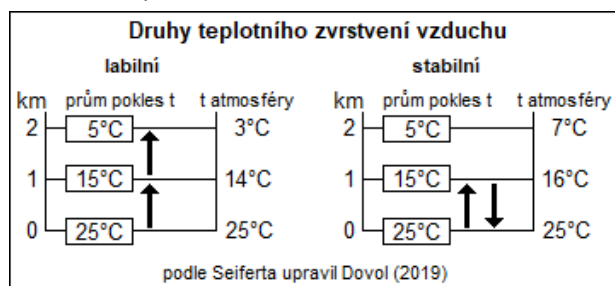 Druhy teplotního zvrstvení vzduchu
labilní
stabilní
km prům pokles t t atmosféry
km prům pokles t t atmosféry
2 5°C 3°C
2 5°C 7°C
1 15°C 14°C
1 15°C 16°C
0 25°C 25°C
0 25°C 25°C
podle Seiferta upravil Dovol (2019)